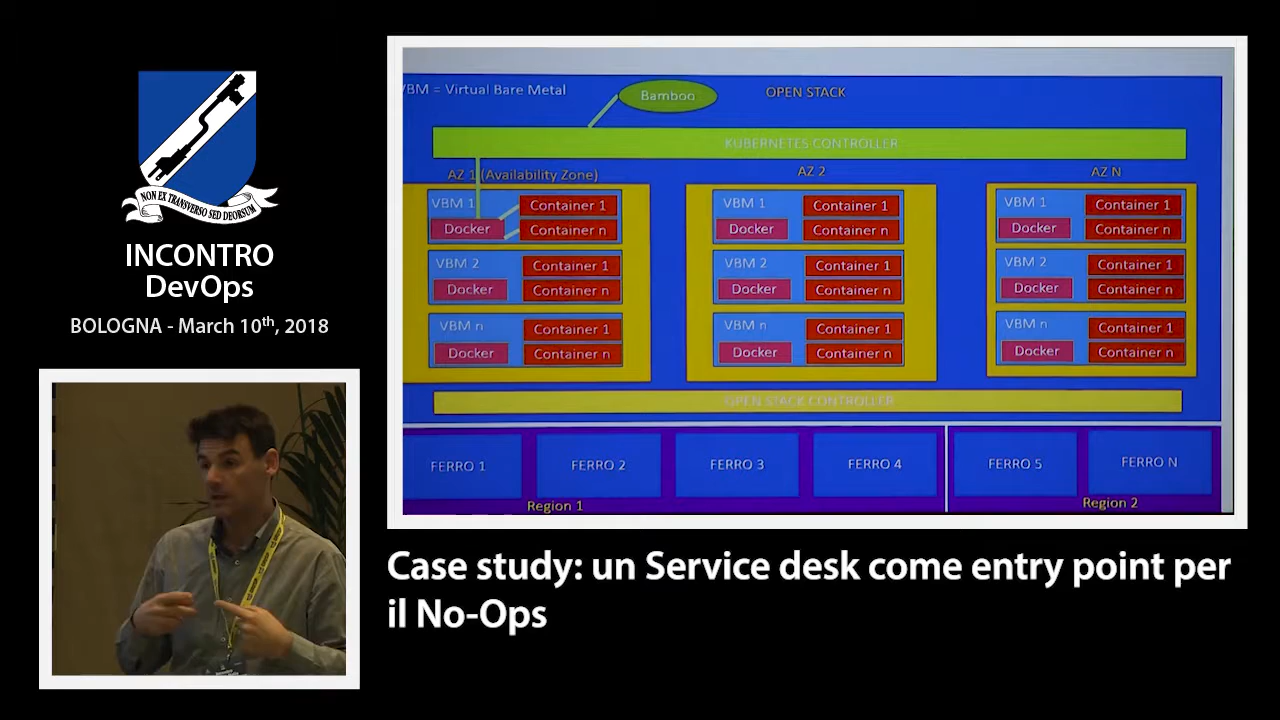 NON EX TRANSVERSO SED DEORSUM
INCONTRO
DevOps
BOLOGNA - March 10th, 2018
VBM = Virtual Bare Metal
Bamboo
OPEN STACK
KUBERNETES CONTROLLER
AZ 1 (Availability Zone)
AZ 2
AZ N
VBM 1
Container 1
Docker
Container n
VBM 2
Container 1
Docker
Container n
VBM n
Container 1
Docker
Container n
VBM 1
Container 1
Docker
Container n
VBM 2
Container 1
Docker
Container n
VBM n
Container 1
Docker
Container n
VBM 1
Container 1
Docker
Container n
VBM 2
Container 1
Docker
Container n
VBM n
Container 1
Docker
Container n
OPEN STACK CONTROLLER
FERRO 1
FERRO 2
FERRO 3
FERRO 4
FERRO 5
FERRO N
Region 1
Region 2
Case study: un Service desk come entry point per
il No-Ops